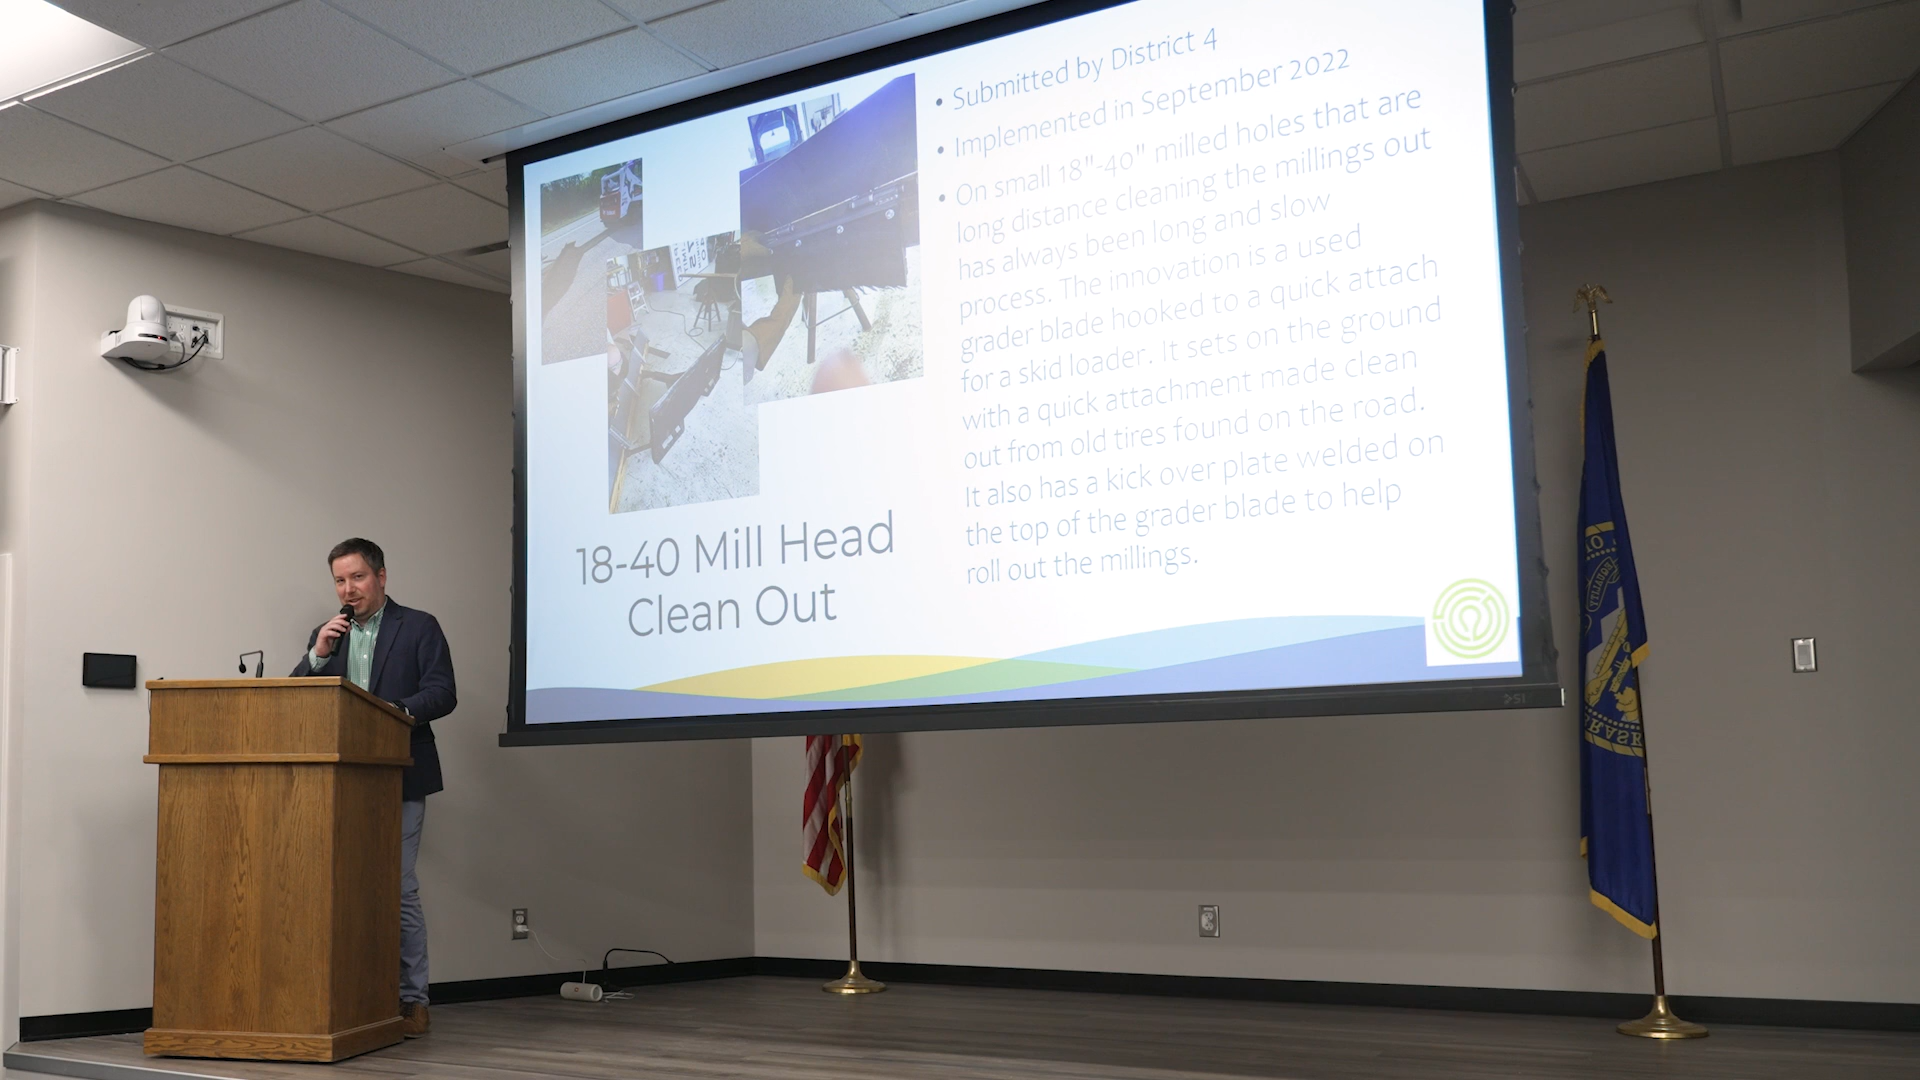 • Submitted by District 4
• Implemented in September 2022
• On small 18"-40" milled holes that are
long distance cleaning the millings out
has always been long and slow
process. The innovation is a used
grader blade hooked to a quick attach
for a skid loader. It sets on the ground
with a quick attachment made clean
out from old tires found on the road.
It also has a kick over plate welded on
the top of the grader blade to help
roll out the millings.
18-40 Mill Head
Clean Out